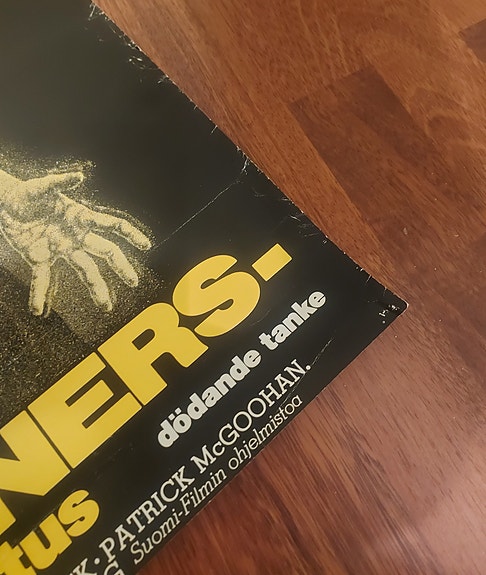 NERS-
dödande tanke
tus
K · PATRICK McGOOHAN.
G Suomi-Filmin ohjelmistoa